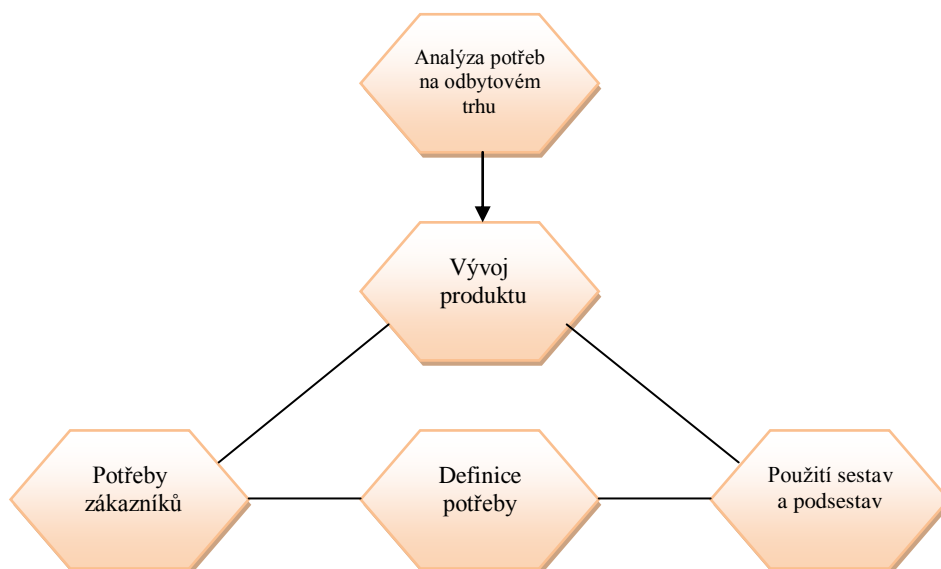 Analýza potřeb
na odbytovém
trhu
Vývoj
produktu
Potřeby
zákazníků
Definice
potřeby
Použití sestav
a podsestav